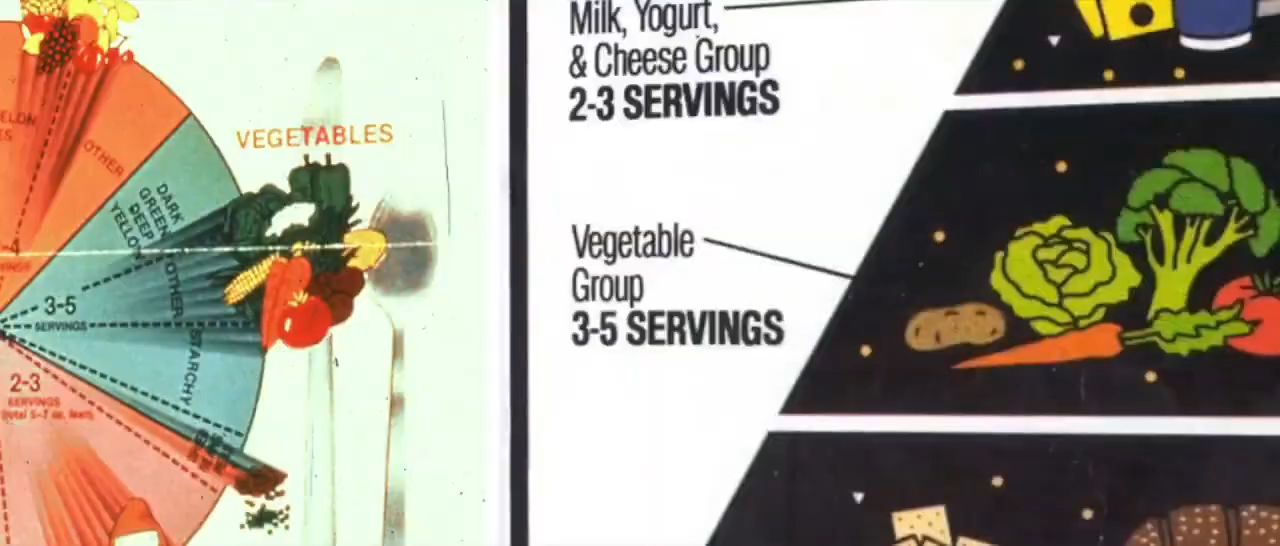 VEGETABLES
OTHER
DARK
GREEN
DEEP
YELLOW
OTHER
STARCHY
3-5
SERVINGS
2-3
SERVINGS
Milk, Yogurt,
& Cheese Group
2-3 SERVINGS
Vegetable
Group
3-5 SERVINGS